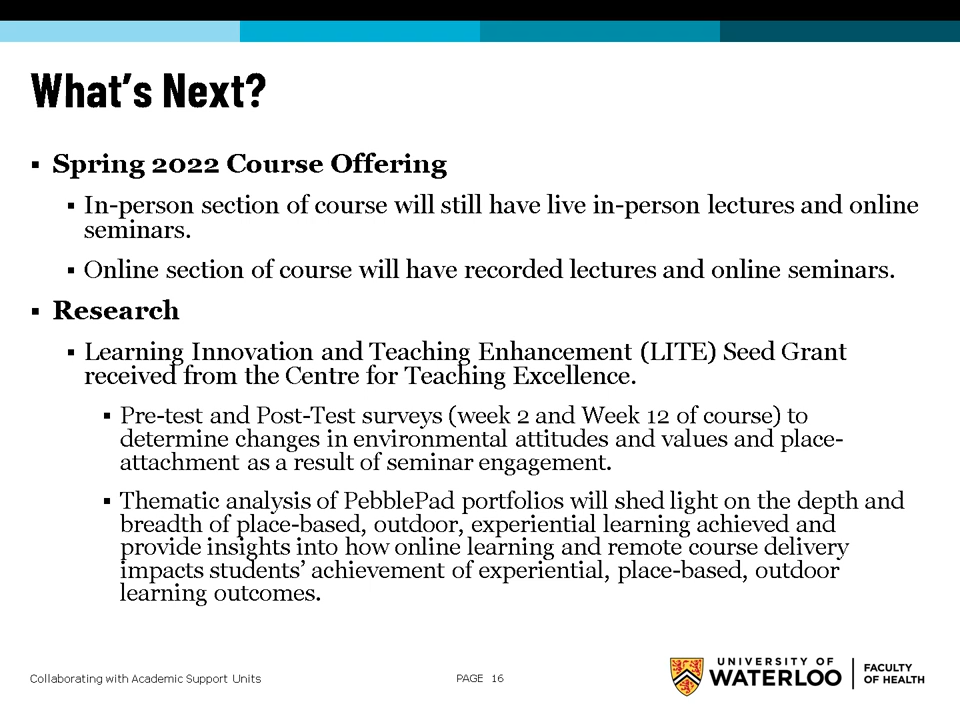 What's Next?
▪ Spring 2022 Course Offering
▪ In-person section of course will still have live in-person lectures and online
seminars.
▪ Online section of course will have recorded lectures and online seminars.
▪ Research
▪ Learning Innovation and Teaching Enhancement (LITE) Seed Grant
received from the Centre for Teaching Excellence.
▪ Pre-test and Post-Test surveys (week 2 and Week 12 of course) to
determine changes in environmental attitudes and values and place-
attachment as a result of seminar engagement.
▪ Thematic analysis of PebblePad portfolios will shed light on the depth and
breadth of place-based, outdoor, experiential learning achieved and
provide insights into how online learning and remote course delivery
impacts students' achievement of experiential, place-based, outdoor
learning outcomes.
Collaborating with Academic Support Units
PAGE 16
UNIVERSITY OF
WATERLOO
FACULTY
OF HEALTH